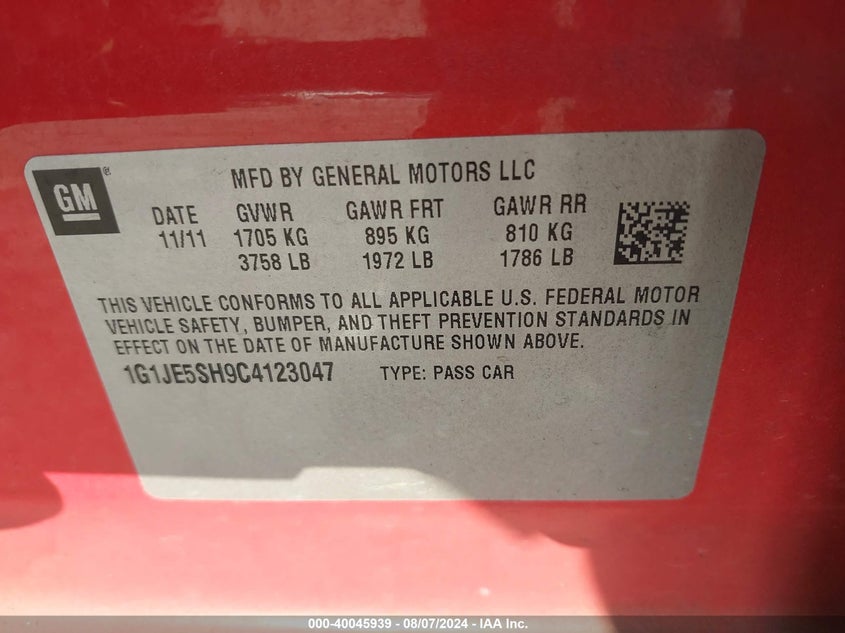 GM®
MFD BY GENERAL MOTORS LLC
DATE GVWR GAWR FRT GAWR RR
11/11 1705 KG 895 KG 810 KG
3758 LB 1972 LB 1786 LB
THIS VEHICLE CONFORMS TO ALL APPLICABLE U.S. FEDERAL MOTOR
VEHICLE SAFETY, BUMPER, AND THEFT PREVENTION STANDARDS IN
EFFECT ON THE DATE OF MANUFACTURE SHOWN ABOVE.
1G1JE5SH9C4123047 TYPE: PASS CAR
000-40045939 - 08/07/2024 - IAA Inc.